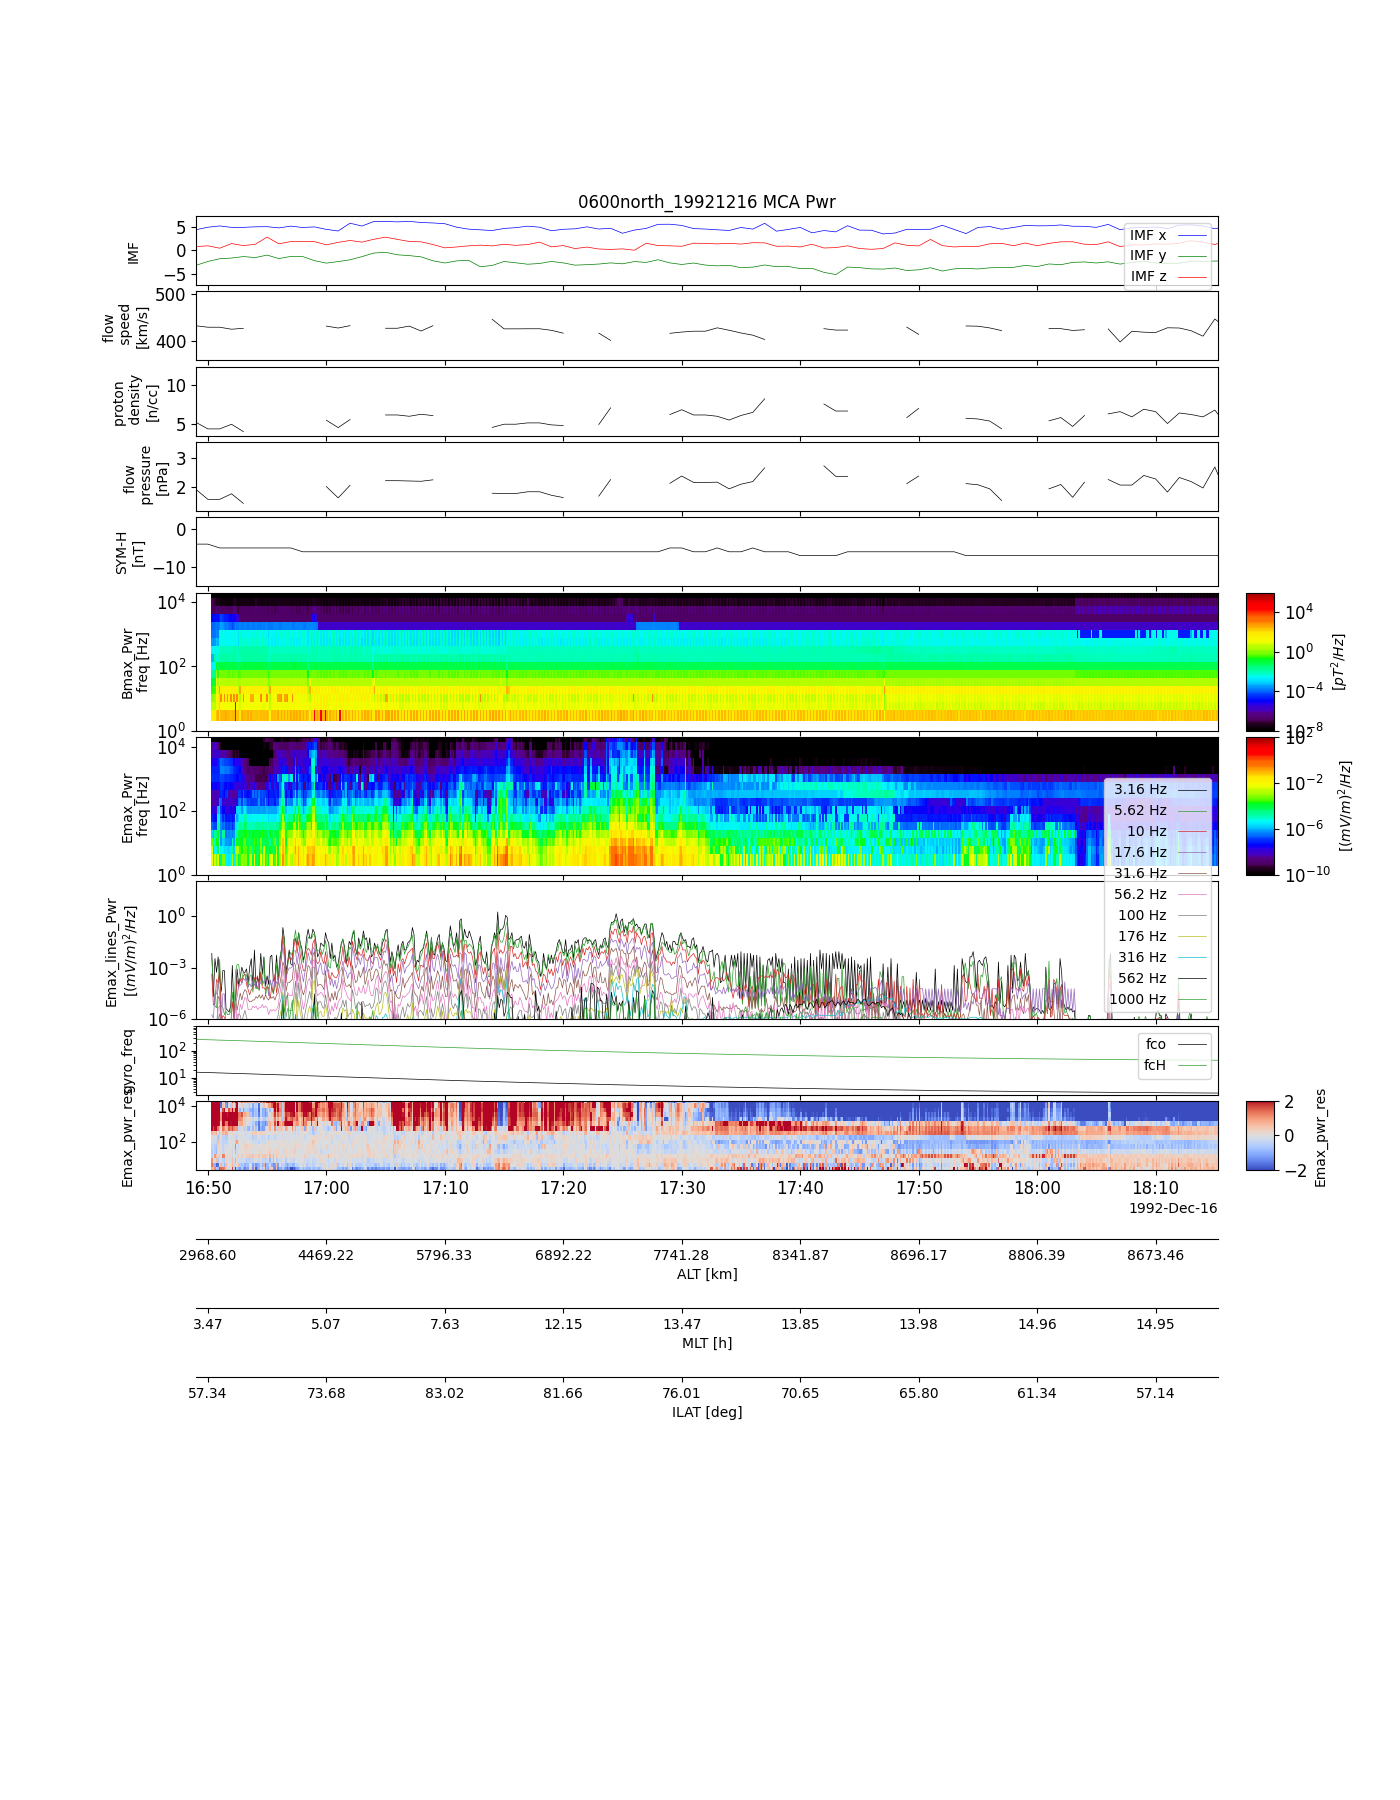 0600north_19921216 MCA Pwr
5
0
−5
IMF
IMF x
IMF y
IMF z
500
400
flow
speed
[km/s]
10
5
proton
density
[n/cc]
3
2
flow
pressure
[nPa]
0
−10
SYM-H
[nT]
10^4
10^2
10^0
Bmax_Pwr
freq [Hz]
10^4
10^0
10^-4
10^-8
[pT^2/Hz]
10^4
10^2
10^0
Emax_Pwr
freq [Hz]
10^2
10^-2
10^-6
10^-10
[(mV/m)^2/Hz]
3.16 Hz
5.62 Hz
10 Hz
17.6 Hz
31.6 Hz
56.2 Hz
100 Hz
176 Hz
316 Hz
562 Hz
1000 Hz
10^0
10^-3
10^-6
Emax_lines_Pwr
[(mV/m)^2/Hz]
10^2
10^1
gyro_freq
fco
fcH
10^4
10^2
Emax_pwr_res
2
0
−2
Emax_pwr_res
16:50 17:00 17:10 17:20 17:30 17:40 17:50 18:00 18:10
1992-Dec-16
2968.60 4469.22 5796.33 6892.22 7741.28 8341.87 8696.17 8806.39 8673.46
ALT [km]
3.47 5.07 7.63 12.15 13.47 13.85 13.98 14.96 14.95
MLT [h]
57.34 73.68 83.02 81.66 76.01 70.65 65.80 61.34 57.14
ILAT [deg]